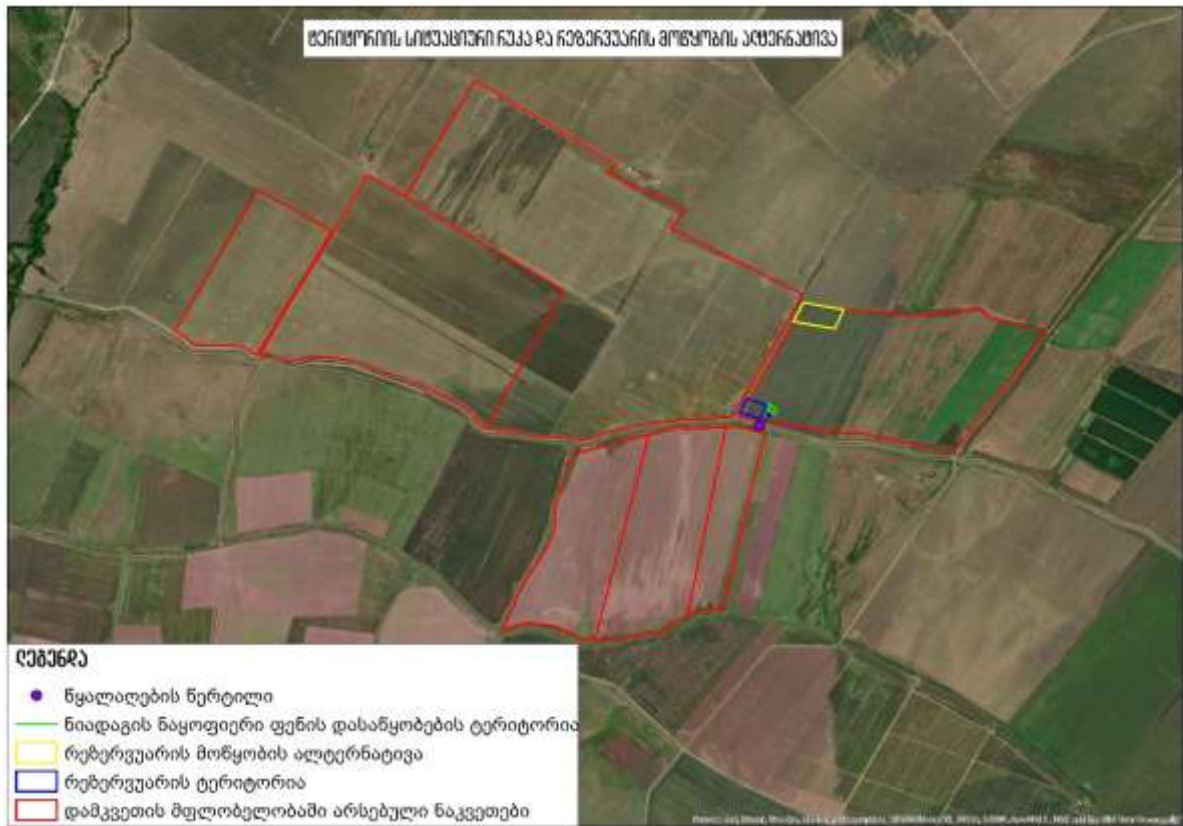 ტერიტორიის სიტუაციური რუკა და რეზერვუარის მოწყობის ალტერნატივა
ლეგენდა
წყალაღების წერტილი
ნიადაგის ნაყოფიერი ფენის დასაწყობების ტერიტორია
რეზერვუარის მოწყობის ალტერნატივა
რეზერვუარის ტერიტორია
დამკვეთის მფლობელობაში არსებული ნაკვეთები